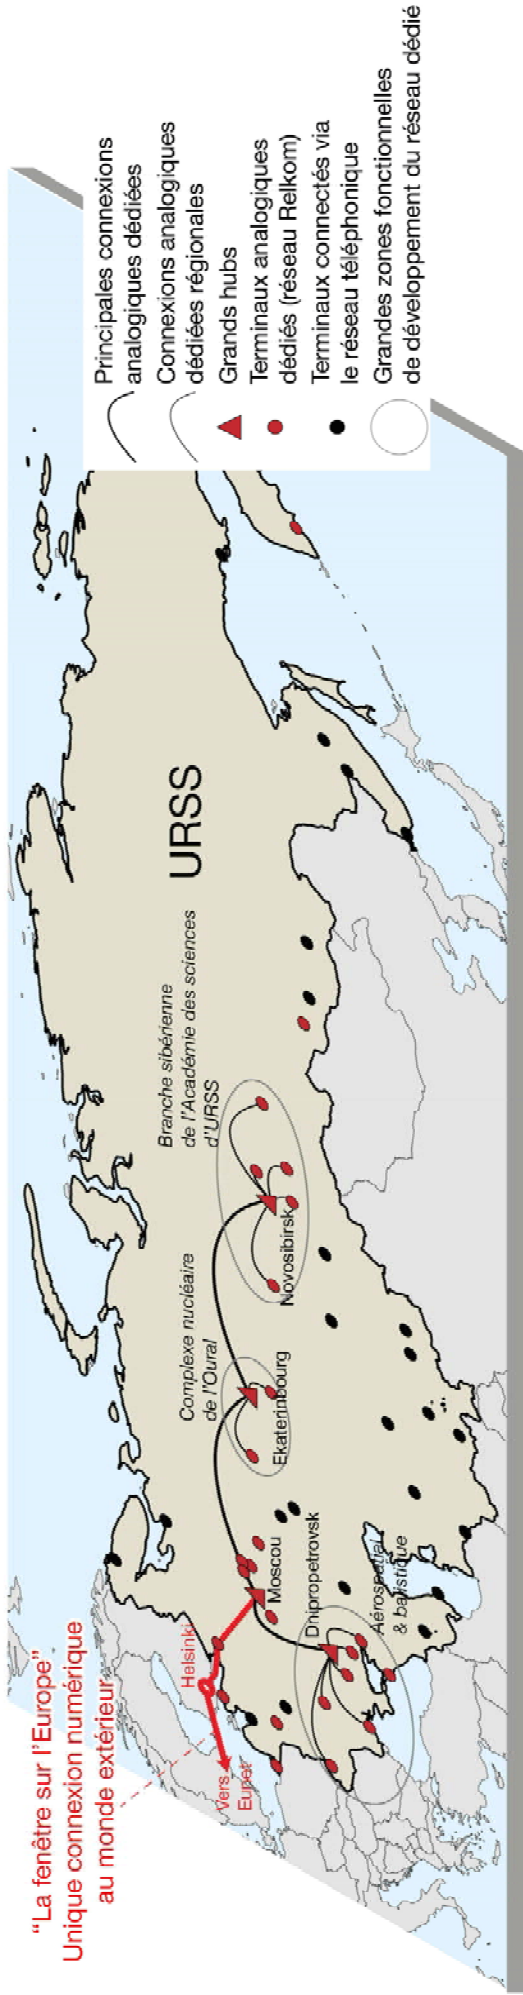 “La fenêtre sur l’Europe”
Unique connexion numérique
au monde extérieur
Helsinki
Vers
Eunet
Moscou
Dnipropetrovsk
Aérospatial
& balistique
Complexe nucléaire
de l’Oural
Ekaterinbourg
Branche sibérienne
de l’Académie des sciences
d’URSS
Novosibirsk
URSS
Principales connexions
analogiques dédiées
Connexions analogiques
dédiées régionales
Grands hubs
Terminaux analogiques
dédiés (réseau Relkom)
Terminaux connectés via
le réseau téléphonique
Grandes zones fonctionnelles
de développement du réseau dédié